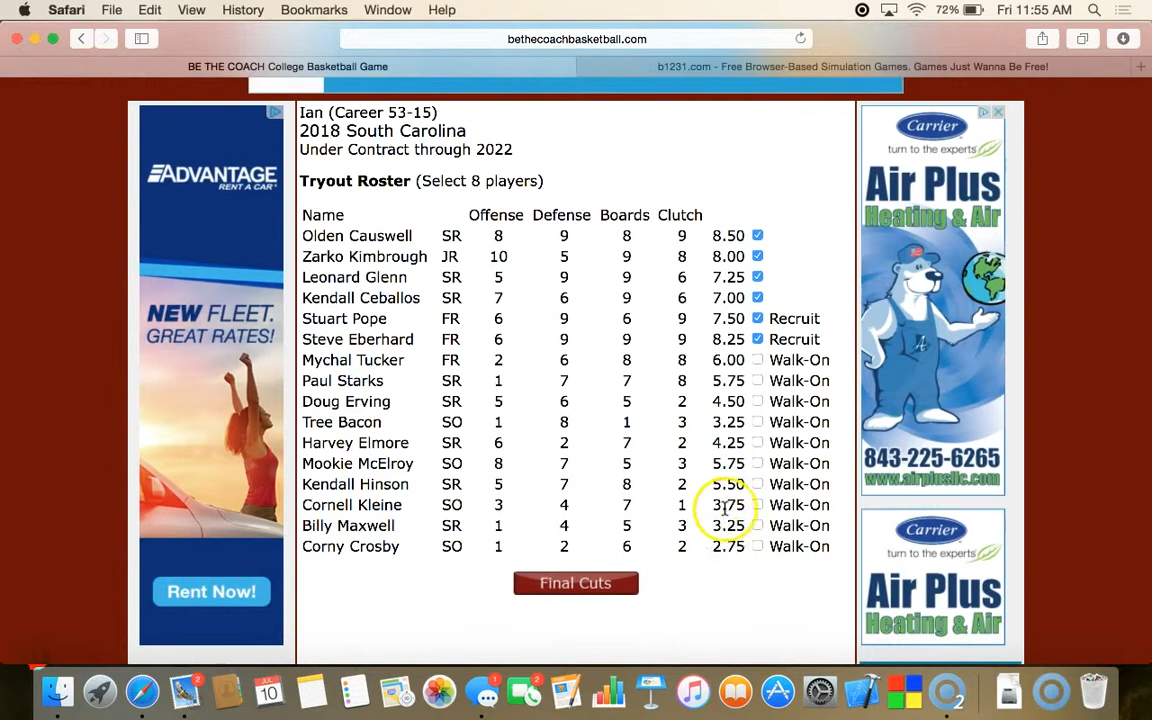 Safari File Edit View History Bookmarks Window Help 72% Fri 11:55 AM
bethecoachbasketball.com
BE THE COACH College Basketball Game b1231.com - Free Browser-Based Simulation Games. Games Just Wanna Be Free!
Ian (Career 53-15)
2018 South Carolina
Under Contract through 2022
Tryout Roster (Select 8 players)
Name Offense Defense Boards Clutch
Olden Causwell SR 8 9 8 9 8.50
Zarko Kimbrough JR 10 5 9 8 8.00
Leonard Glenn SR 5 9 9 6 7.25
Kendall Ceballos SR 7 6 9 6 7.00
Stuart Pope FR 6 9 6 9 7.50 Recruit
Steve Eberhard FR 6 9 9 9 8.25 Recruit
Mychal Tucker FR 2 6 8 8 6.00 Walk-On
Paul Starks SR 1 7 7 8 5.75 Walk-On
Doug Erving SR 5 6 5 2 4.50 Walk-On
Tree Bacon SO 1 8 1 3 3.25 Walk-On
Harvey Elmore SR 6 2 7 2 4.25 Walk-On
Mookie McElroy SO 8 7 5 3 5.75 Walk-On
Kendall Hinson SR 5 7 8 2 5.50 Walk-On
Cornell Kleine SO 3 4 7 1 3.75 Walk-On
Billy Maxwell SR 1 4 5 3 3.25 Walk-On
Corny Crosby SO 1 2 6 2 2.75 Walk-On
Final Cuts
ADVANTAGE
RENT A CAR
NEW FLEET.
GREAT RATES!
Rent Now!
Carrier
turn to the experts
Air Plus
Heating & Air
843-225-6265
www.airplusllc.com
Carrier
turn to the experts
Air Plus
Heating & Air
2
JUL
10
1
2
2